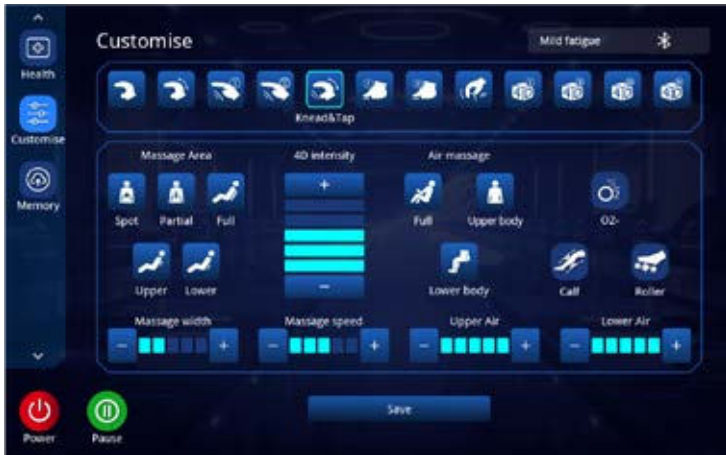 Customise
Mild fatigue
Health
Customise
Memory
Knead&Tap
Massage Area
4D intensity
Air massage
+
Spot
Partial
Full
Full
Upper body
O2-
Upper
Lower
−
Lower body
Calf
Roller
Massage width
Massage speed
Upper Air
Lower Air
− +
− +
− +
− +
Save
Power
Pause